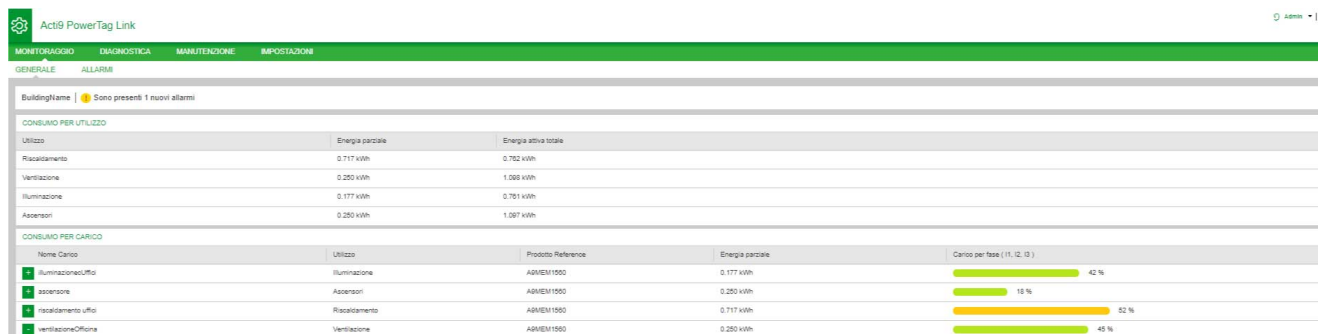 Acti9 PowerTag Link
Admin
MONITORAGGIO DIAGNOSTICA MANUTENZIONE IMPOSTAZIONI
GENERALE ALLARMI
BuildingName | ! Sono presenti 1 nuovi allarmi
CONSUMO PER UTILIZZO
Utilizzo Energia parziale Energia attiva totale
Riscaldamento 0.717 kWh 0.762 kWh
Ventilazione 0.250 kWh 1.098 kWh
Illuminazione 0.177 kWh 0.761 kWh
Ascensori 0.250 kWh 1.097 kWh
CONSUMO PER CARICO
Nome Carico Utilizzo Prodotto Reference Energia parziale Carico per fase ( I1, I2, I3 )
+ illuminazionecUffici Illuminazione A9MEM1560 0.177 kWh 42 %
+ ascensore Ascensori A9MEM1560 0.250 kWh 18 %
+ riscaldamento uffici Riscaldamento A9MEM1560 0.717 kWh 52 %
- ventilazioneOfficina Ventilazione A9MEM1560 0.250 kWh 45 %